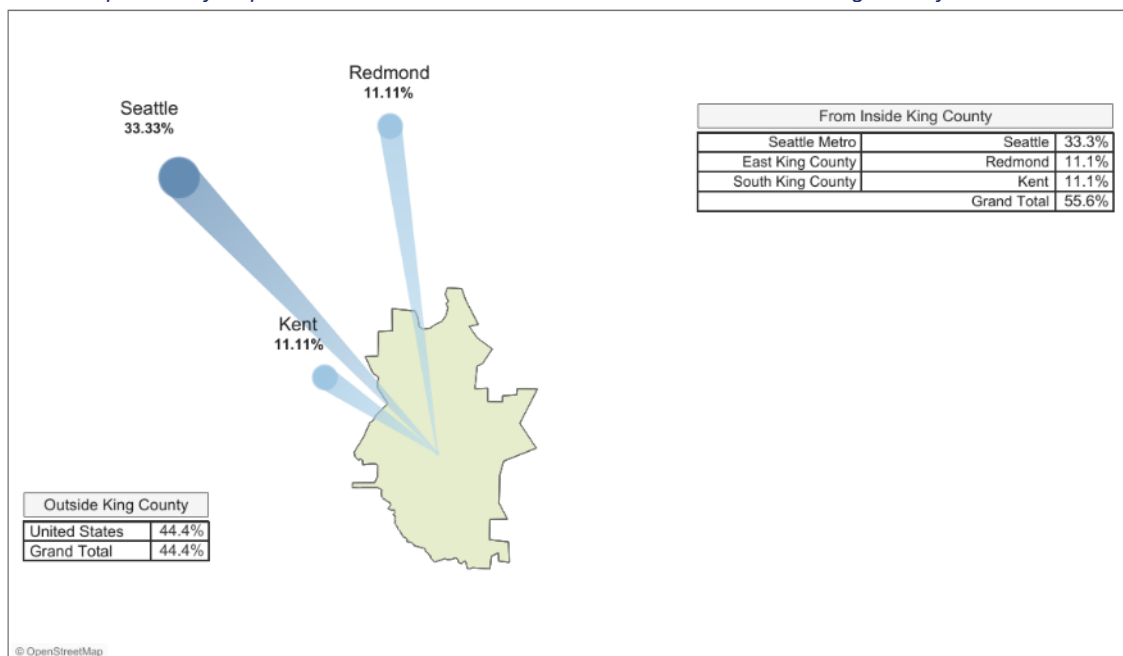 Redmond
11.11%
Seattle
33.33%
From Inside King County
Seattle Metro Seattle 33.3%
East King County Redmond 11.1%
South King County Kent 11.1%
Grand Total 55.6%
Kent
11.11%
Outside King County
United States 44.4%
Grand Total 44.4%
© OpenStreetMap